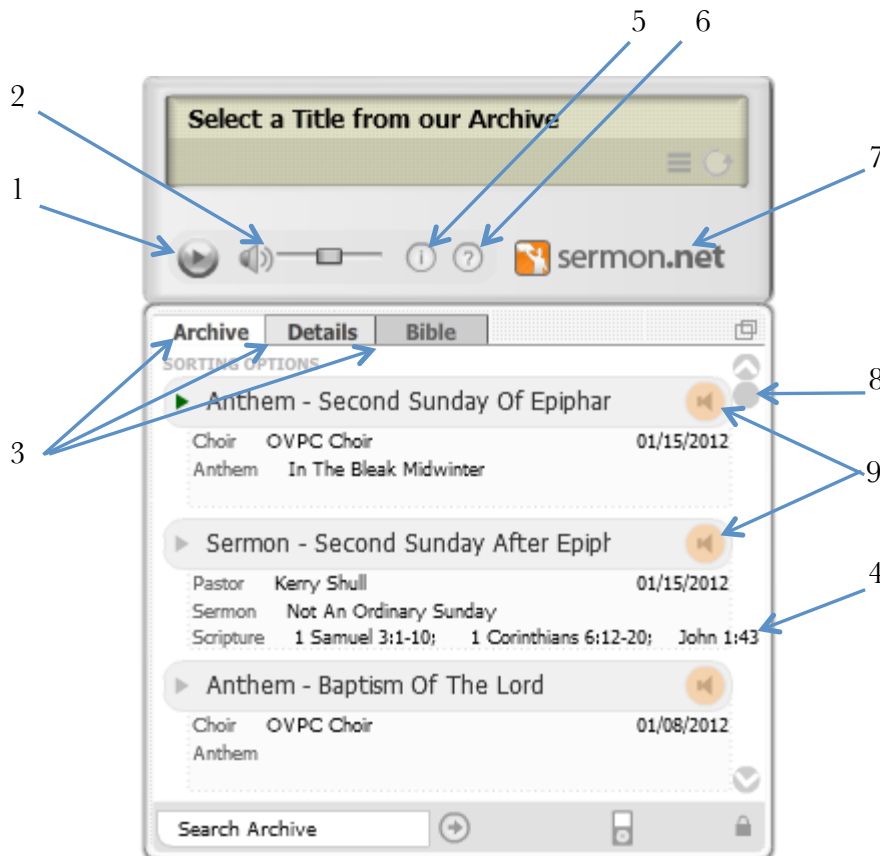 5 6
2
Select a Title from our Archive
7
1
i ? sermon.net
Archive Details Bible
SORTING OPTIONS
8
Anthem - Second Sunday Of Epiphar
Choir OVPC Choir 01/15/2012
3
Anthem In The Bleak Midwinter
9
Sermon - Second Sunday After Epiph
Pastor Kerry Shull 01/15/2012
4
Sermon Not An Ordinary Sunday
Scripture 1 Samuel 3:1-10; 1 Corinthians 6:12-20; John 1:43
Anthem - Baptism Of The Lord
Choir OVPC Choir 01/08/2012
Anthem
Search Archive